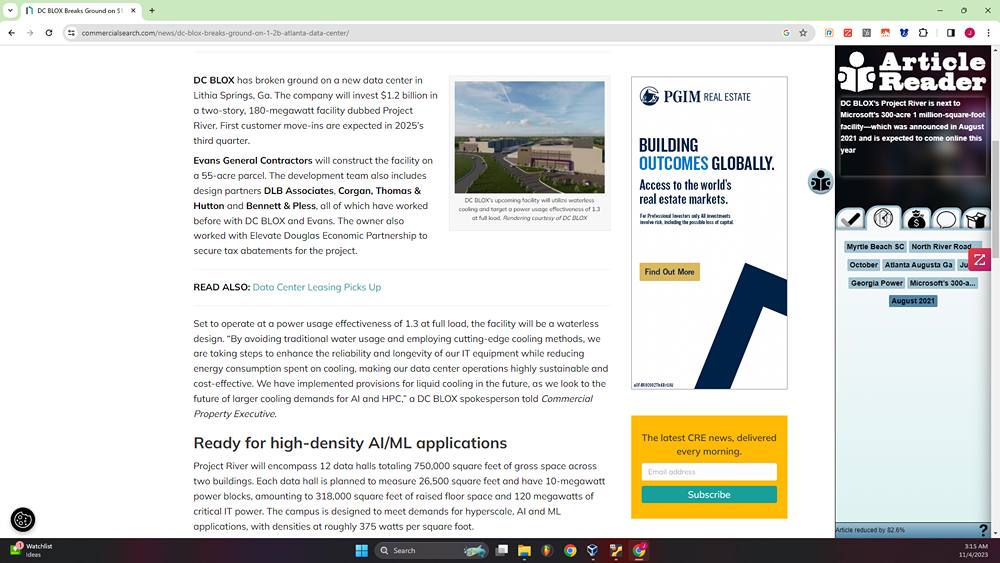 DC BLOX Breaks Ground on $1.
commercialsearch.com/news/dc-blox-breaks-ground-on-1-2b-atlanta-data-center/
DC BLOX has broken ground on a new data center in
Lithia Springs, Ga. The company will invest $1.2 billion in
a two-story, 180-megawatt facility dubbed Project
River. First customer move-ins are expected in 2025's
third quarter.
Evans General Contractors will construct the facility on
a 55-acre parcel. The development team also includes
design partners DLB Associates, Corgan, Thomas &
Hutton and Bennett & Pless, all of which have worked
before with DC BLOX and Evans. The owner also
worked with Elevate Douglas Economic Partnership to
secure tax abatements for the project.
DC BLOX's upcoming facility will utilize waterless
cooling and target a power usage effectiveness of 1.3
at full load. Rendering courtesy of DC BLOX
READ ALSO: Data Center Leasing Picks Up
Set to operate at a power usage effectiveness of 1.3 at full load, the facility will be a waterless
design. “By avoiding traditional water usage and employing cutting-edge cooling methods, we
are taking steps to enhance the reliability and longevity of our IT equipment while reducing
energy consumption spent on cooling, making our data center operations highly sustainable and
cost-effective. We have implemented provisions for liquid cooling in the future, as we look to the
future of larger cooling demands for AI and HPC,” a DC BLOX spokesperson told Commercial
Property Executive.
Ready for high-density AI/ML applications
Project River will encompass 12 data halls totaling 750,000 square feet of gross space across
two buildings. Each data hall is planned to measure 26,500 square feet and have 10-megawatt
power blocks, amounting to 318,000 square feet of raised floor space and 120 megawatts of
critical IT power. The campus is designed to meet demands for hyperscale, AI and ML
applications, with densities at roughly 375 watts per square foot.
PGIM REAL ESTATE
BUILDING
OUTCOMES GLOBALLY.
Access to the world's
real estate markets.
For Professional Investors only. All investments
involve risk, including the possible loss of capital.
Find Out More
The latest CRE news, delivered
every morning.
Email address
Subscribe
Article
Reader
DC BLOX's Project River is next to
Microsoft's 300-acre 1 million-square-foot
facility—which was announced in August
2021 and is expected to come online this
year
Myrtle Beach SC North River Road
October Atlanta Augusta Ga Ju
Georgia Power Microsoft's 300-a...
August 2021
Z
Article reduced by 82.6%
?
1
Watchlist
Ideas
Search
3:15 AM
11/4/2023